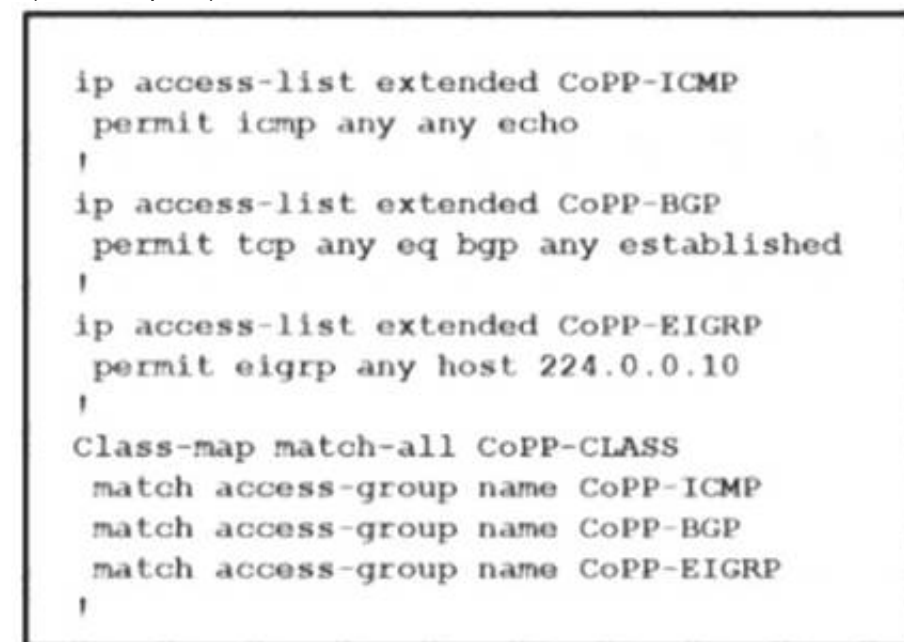 ip access-list extended CoPP-ICMP
permit icmp any any echo
!
ip access-list extended CoPP-BGP
permit tcp any eq bgp any established
!
ip access-list extended CoPP-EIGRP
permit eigrp any host 224.0.0.10
!
Class-map match-all CoPP-CLASS
match access-group name CoPP-ICMP
match access-group name CoPP-BGP
match access-group name CoPP-EIGRP
!